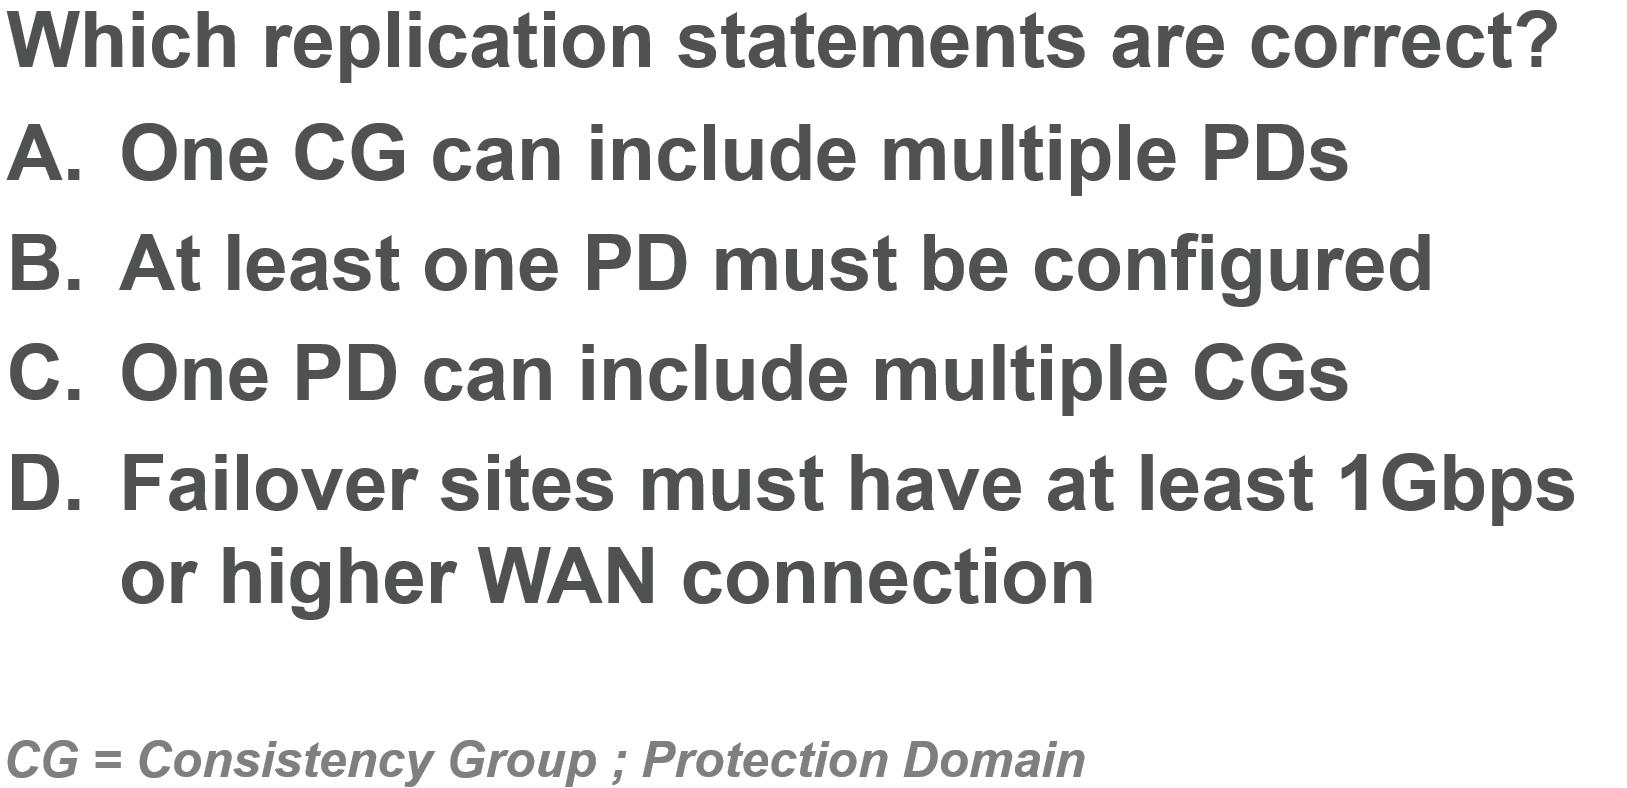 Which replication statements are correct?
A. One CG can include multiple PDs
B. At least one PD must be configured
C. One PD can include multiple CGs
D. Failover sites must have at least 1Gbps
or higher WAN connection
CG = Consistency Group ; Protection Domain